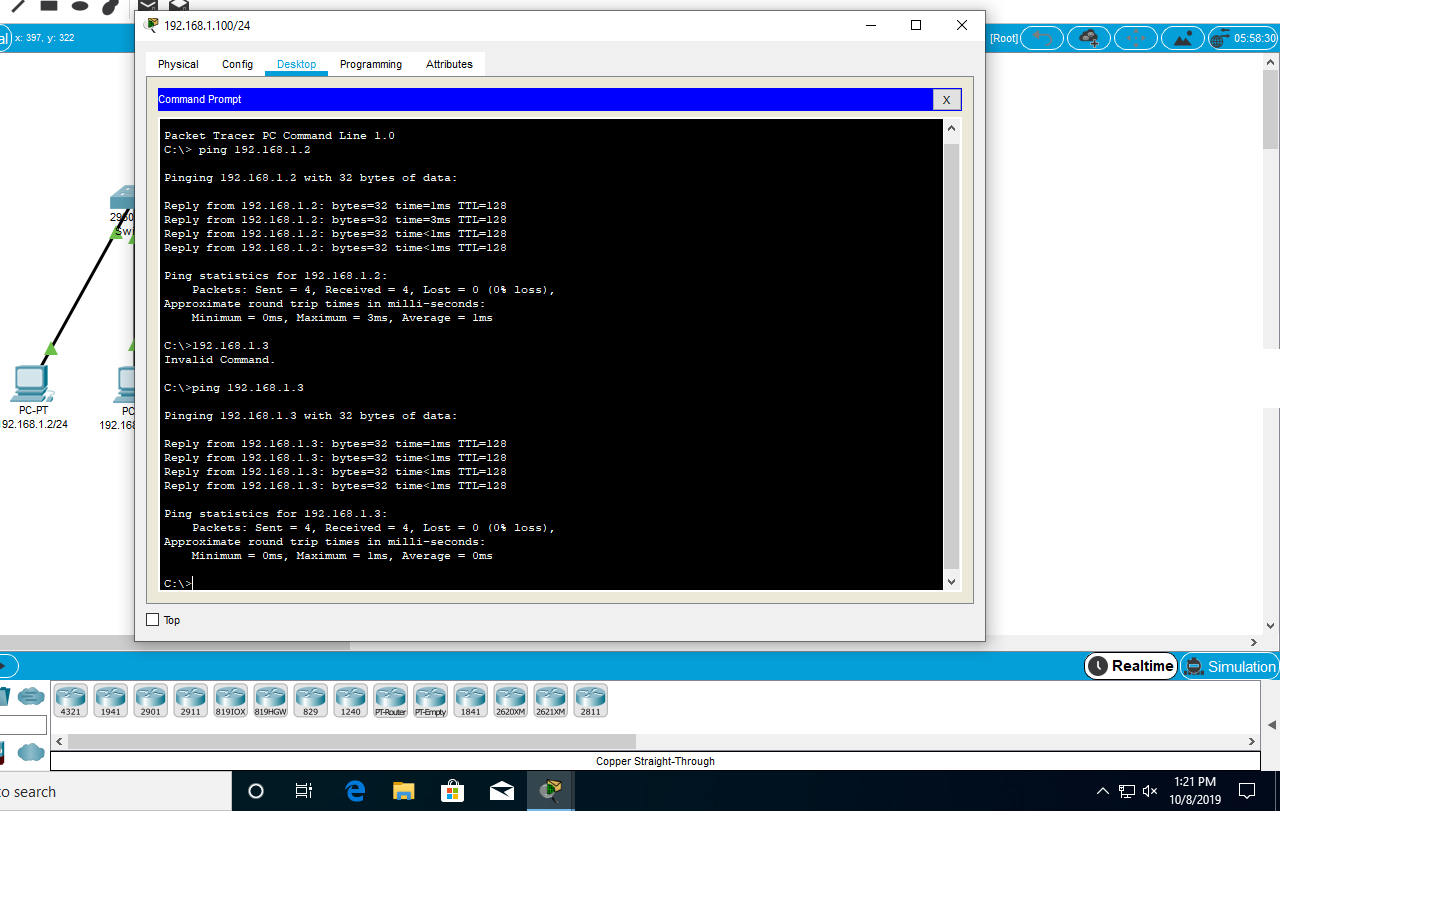 192.168.1.100/24
al
x: 397, y: 322
[Root]
05:58:30
Physical Config Desktop Programming Attributes
Command Prompt
X
Packet Tracer PC Command Line 1.0
C:\> ping 192.168.1.2
Pinging 192.168.1.2 with 32 bytes of data:
Reply from 192.168.1.2: bytes=32 time=1ms TTL=128
Reply from 192.168.1.2: bytes=32 time=3ms TTL=128
Reply from 192.168.1.2: bytes=32 time<1ms TTL=128
Reply from 192.168.1.2: bytes=32 time<1ms TTL=128
Ping statistics for 192.168.1.2:
Packets: Sent = 4, Received = 4, Lost = 0 (0% loss),
Approximate round trip times in milli-seconds:
Minimum = 0ms, Maximum = 3ms, Average = 1ms
C:\>192.168.1.3
Invalid Command.
C:\>ping 192.168.1.3
Pinging 192.168.1.3 with 32 bytes of data:
Reply from 192.168.1.3: bytes=32 time=1ms TTL=128
Reply from 192.168.1.3: bytes=32 time<1ms TTL=128
Reply from 192.168.1.3: bytes=32 time<1ms TTL=128
Reply from 192.168.1.3: bytes=32 time<1ms TTL=128
Ping statistics for 192.168.1.3:
Packets: Sent = 4, Received = 4, Lost = 0 (0% loss),
Approximate round trip times in milli-seconds:
Minimum = 0ms, Maximum = 1ms, Average = 0ms
C:\>
Top
2960
Swi
PC-PT
92.168.1.2/24
PC
192.168
Realtime
Simulation
4321 1941 2901 2911 819IOX 819HGW 829 1240 PT-Router PT-Empty 1841 2620XM 2621XM 2811
Copper Straight-Through
to search
1:21 PM
10/8/2019